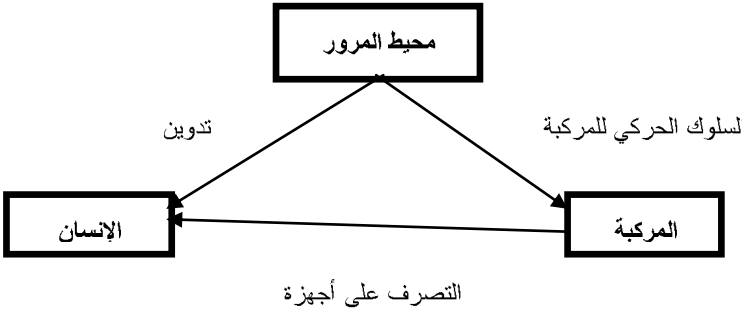 محيط المرور
تدوين
لسلوك الحركي للمركبة
الإنسان
المركبة
التصرف على أجهزة